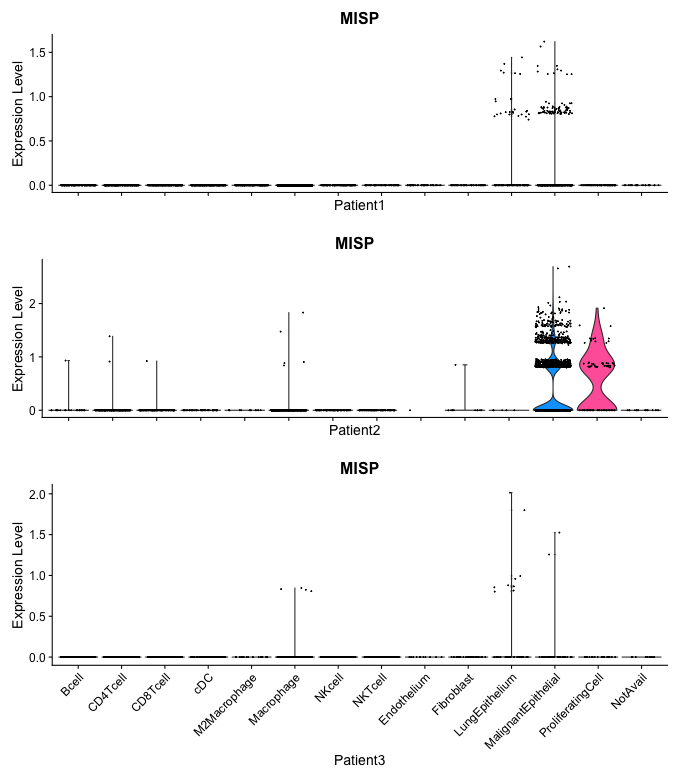 MISP
Expression Level
1.5
1.0
0.5
0.0
Patient1
MISP
Expression Level
2
1
0
Patient2
MISP
Expression Level
2.0
1.5
1.0
0.5
0.0
Bcell
CD4Tcell
CD8Tcell
cDC
M2Macrophage
Macrophage
NKcell
NKTcell
Endothelium
Fibroblast
LungEpithelium
MalignantEpithelial
ProliferatingCell
NotAvail
Patient3